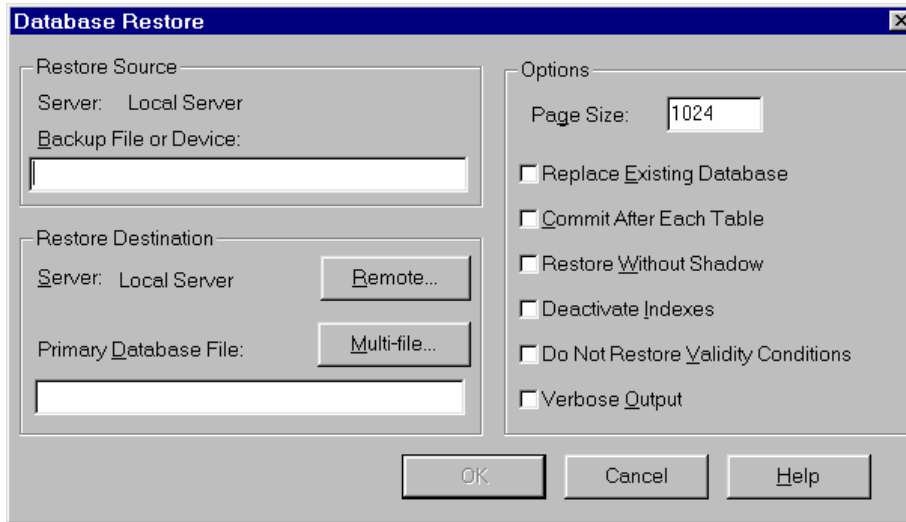 Database Restore
Restore Source
Server: Local Server
Backup File or Device:
Restore Destination
Server: Local Server
Remote...
Primary Database File:
Multi-file...
Options
Page Size: 1024
Replace Existing Database
Commit After Each Table
Restore Without Shadow
Deactivate Indexes
Do Not Restore Validity Conditions
Verbose Output
OK
Cancel
Help